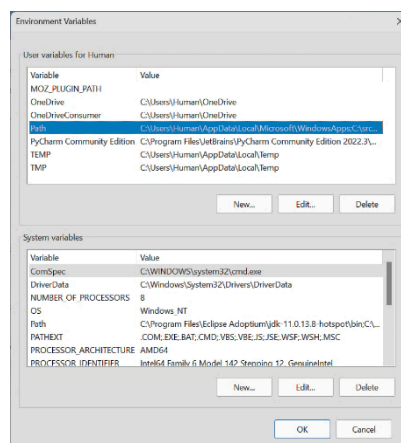 Environment Variables
User variables for Human
Variable Value
MOZ_PLUGIN_PATH
OneDrive C:\Users\Human\OneDrive
OneDriveConsumer C:\Users\Human\OneDrive
Path C:\Users\Human\AppData\Local\Microsoft\WindowsApps;C:\src...
PyCharm Community Edition C:\Program Files\JetBrains\PyCharm Community Edition 2022.3\...
TEMP C:\Users\Human\AppData\Local\Temp
TMP C:\Users\Human\AppData\Local\Temp
New... Edit... Delete
System variables
Variable Value
ComSpec C:\WINDOWS\system32\cmd.exe
DriverData C:\Windows\System32\Drivers\DriverData
NUMBER_OF_PROCESSORS 8
OS Windows_NT
Path C:\Program Files\Eclipse Adoptium\jdk-11.0.13.8-hotspot\bin;C:\...
PATHEXT .COM;.EXE;.BAT;.CMD;.VBS;.VBE;.JS;.JSE;.WSF;.WSH;.MSC
PROCESSOR_ARCHITECTURE AMD64
PROCESSOR_IDENTIFIER Intel64 Family 6 Model 142 Stepping 12, GenuineIntel
New... Edit... Delete
OK Cancel